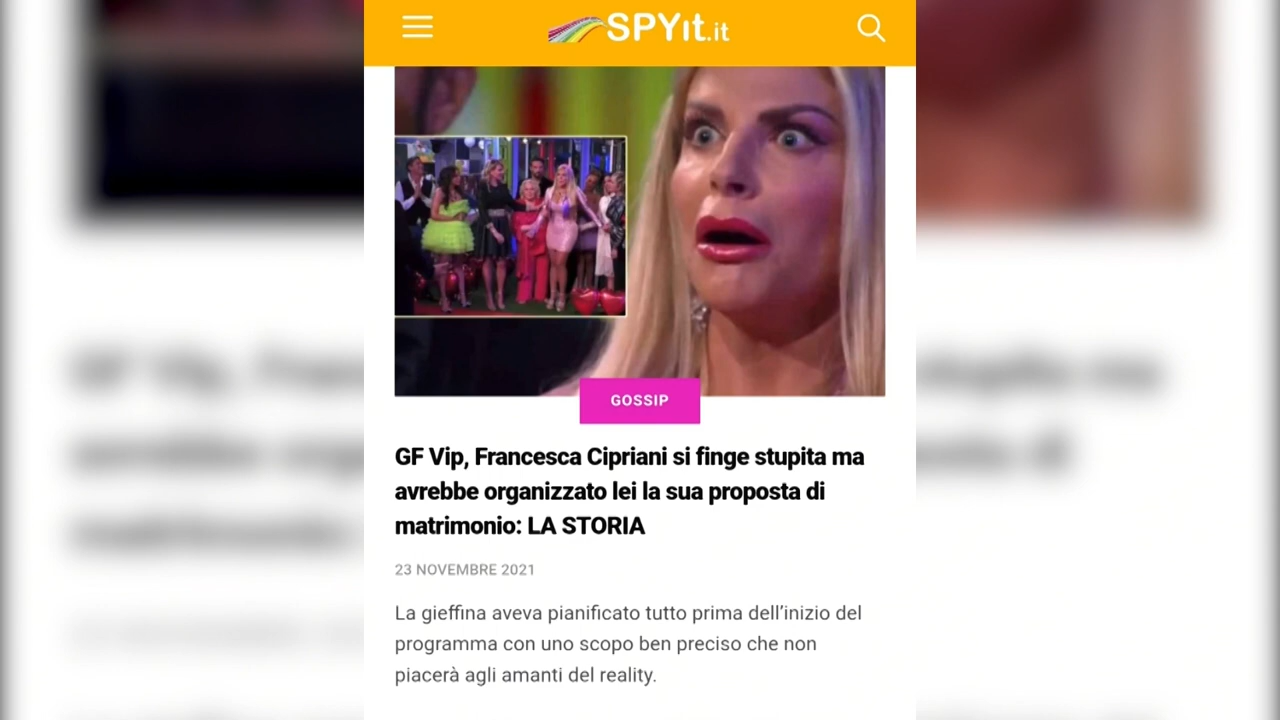 SPYit.it
GOSSIP
GF Vip, Francesca Cipriani si finge stupita ma
avrebbe organizzato lei la sua proposta di
matrimonio: LA STORIA
23 NOVEMBRE 2021
La gieffina aveva pianificato tutto prima dell'inizio del
programma con uno scopo ben preciso che non
piacerà agli amanti del reality.